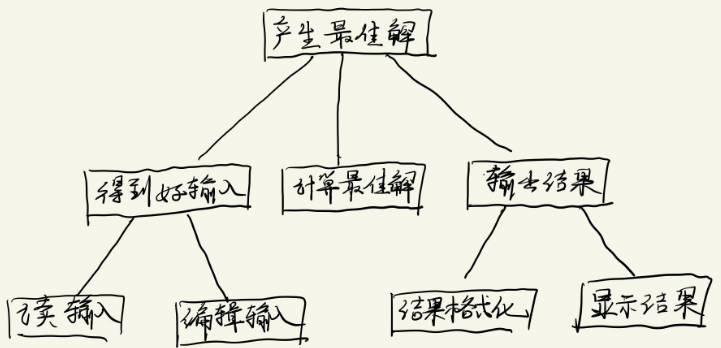 产生最佳解
得到好输入
计算最佳解
输出结果
读输入
编辑输入
结果格式化
显示结果